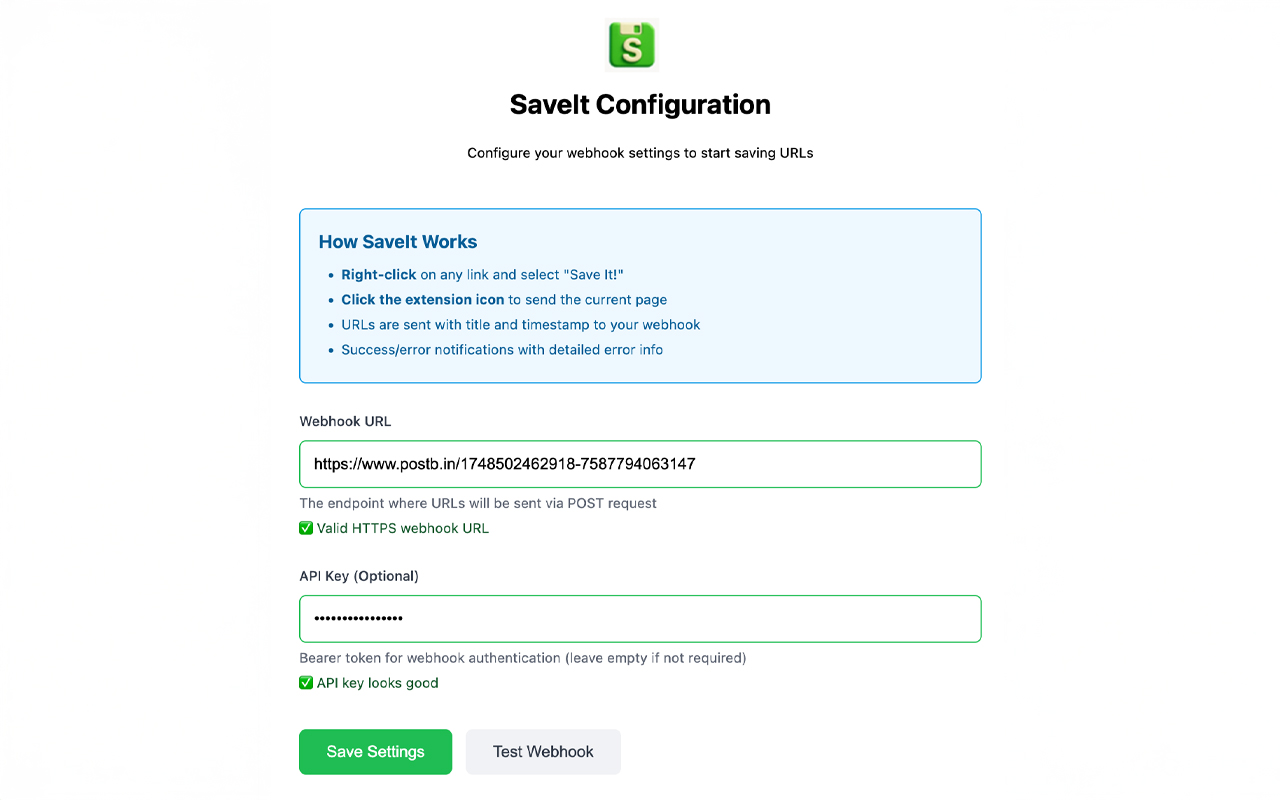 S
SaveIt Configuration
Configure your webhook settings to start saving URLs
How SaveIt Works
• Right-click on any link and select "Save It!"
• Click the extension icon to send the current page
• URLs are sent with title and timestamp to your webhook
• Success/error notifications with detailed error info
Webhook URL
https://www.postb.in/1748502462918-7587794063147
The endpoint where URLs will be sent via POST request
✅ Valid HTTPS webhook URL
API Key (Optional)
••••••••••••••••
Bearer token for webhook authentication (leave empty if not required)
✅ API key looks good
Save Settings
Test Webhook